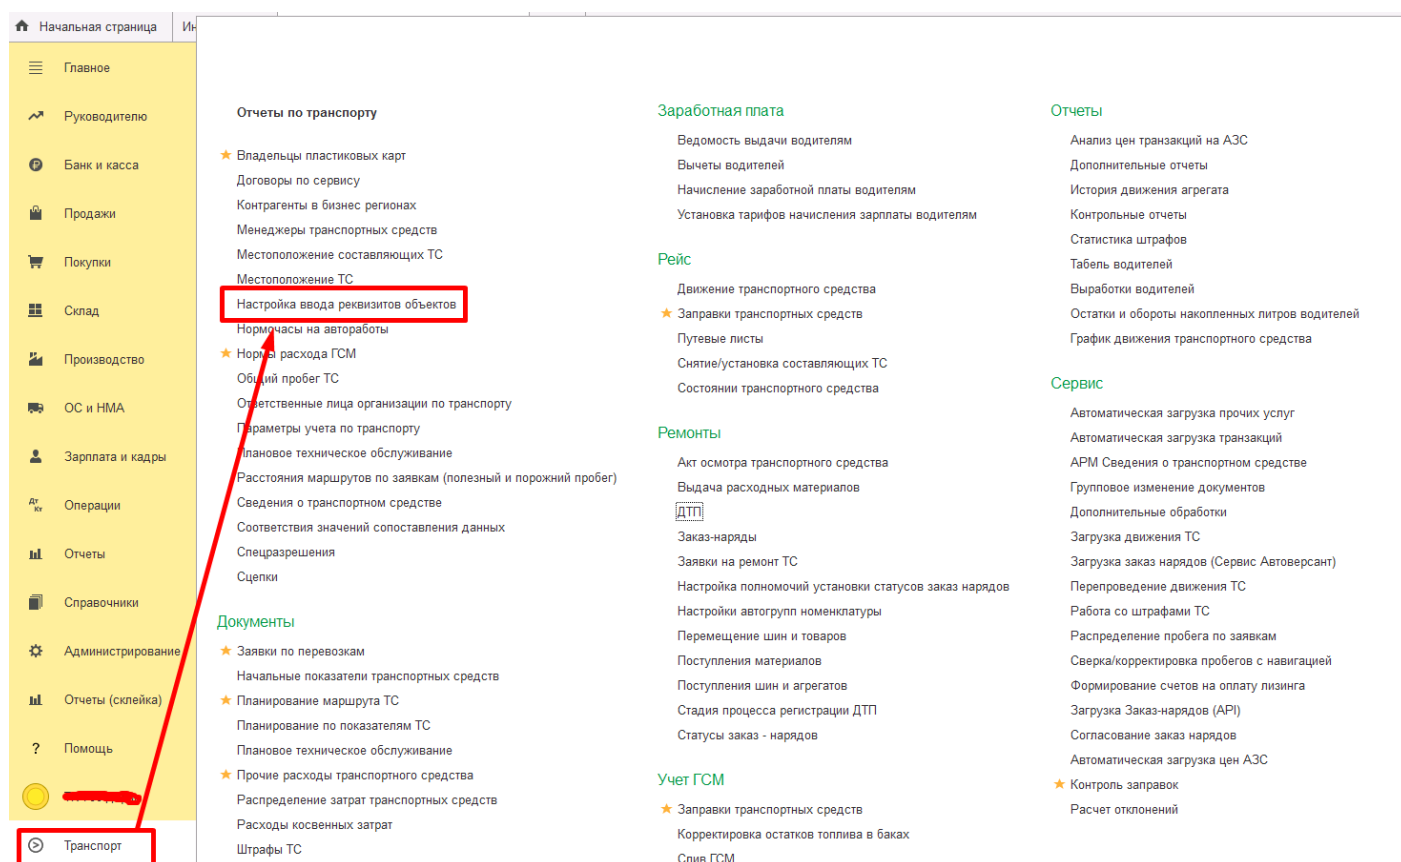 Начальная страница
Ин
Главное
Руководителю
Банк и касса
Продажи
Покупки
Склад
Производство
ОС и НМА
Зарплата и кадры
Дт Кт Операции
Отчеты
Справочники
Администрирование
Отчеты (склейка)
? Помощь
Транспорт
Отчеты по транспорту
Владельцы пластиковых карт
Договоры по сервису
Контрагенты в бизнес регионах
Менеджеры транспортных средств
Местоположение составляющих ТС
Местоположение ТС
Настройка ввода реквизитов объектов
Нормочасы на автоработы
Нормы расхода ГСМ
Общий пробег ТС
Ответственные лица организации по транспорту
Параметры учета по транспорту
Плановое техническое обслуживание
Расстояния маршрутов по заявкам (полезный и порожний пробег)
Сведения о транспортном средстве
Соответствия значений сопоставления данных
Спецразрешения
Сцепки
Документы
Заявки по перевозкам
Начальные показатели транспортных средств
Планирование маршрута ТС
Планирование по показателям ТС
Плановое техническое обслуживание
Прочие расходы транспортного средства
Распределение затрат транспортных средств
Расходы косвенных затрат
Штрафы ТС
Заработная плата
Ведомость выдачи водителям
Вычеты водителей
Начисление заработной платы водителям
Установка тарифов начисления зарплаты водителям
Рейс
Движение транспортного средства
Заправки транспортных средств
Путевые листы
Снятие/установка составляющих ТС
Состоянии транспортного средства
Ремонты
Акт осмотра транспортного средства
Выдача расходных материалов
ДТП
Заказ-наряды
Заявки на ремонт ТС
Настройка полномочий установки статусов заказ нарядов
Настройки автогрупп номенклатуры
Перемещение шин и товаров
Поступления материалов
Поступления шин и агрегатов
Стадия процесса регистрации ДТП
Статусы заказ - нарядов
Учет ГСМ
Заправки транспортных средств
Корректировка остатков топлива в баках
Слив ГСМ
Отчеты
Анализ цен транзакций на АЗС
Дополнительные отчеты
История движения агрегата
Контрольные отчеты
Статистика штрафов
Табель водителей
Выработки водителей
Остатки и обороты накопленных литров водителей
График движения транспортного средства
Сервис
Автоматическая загрузка прочих услуг
Автоматическая загрузка транзакций
АРМ Сведения о транспортном средстве
Групповое изменение документов
Дополнительные обработки
Загрузка движения ТС
Загрузка заказ нарядов (Сервис Автоверсант)
Перепроведение движения ТС
Работа со штрафами ТС
Распределение пробега по заявкам
Сверка/корректировка пробегов с навигацией
Формирование счетов на оплату лизинга
Загрузка Заказ-нарядов (API)
Согласование заказ нарядов
Автоматическая загрузка цен АЗС
Контроль заправок
Расчет отклонений